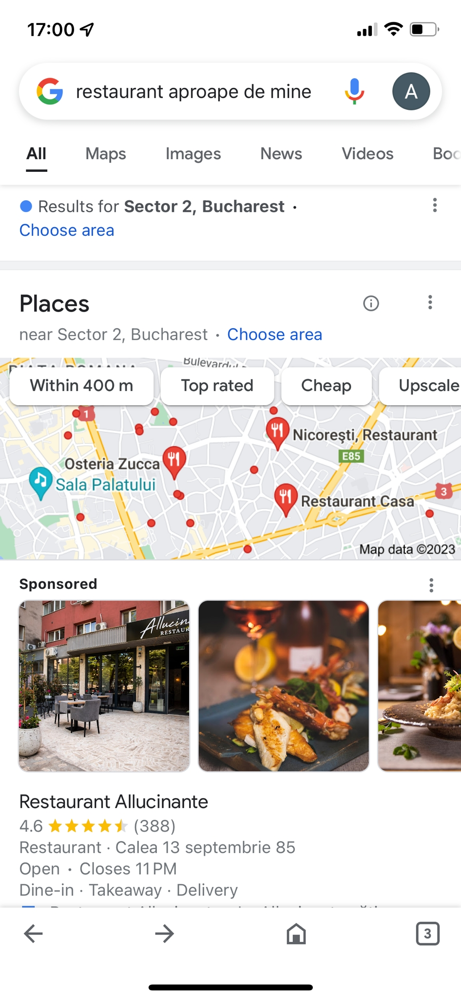 17:00
restaurant aproape de mine
A
All Maps Images News Videos Boo
Results for Sector 2, Bucharest ·
Choose area
Places
near Sector 2, Bucharest · Choose area
Bulevardul
Within 400 m Top rated Cheap Upscale
1
Nicorești, Restaurant
E85
Osteria Zucca
Sala Palatului
3
Restaurant Casa
Map data ©2023
Sponsored
Allucin
RESTAUR
Restaurant Allucinante
4.6 (388)
Restaurant · Calea 13 septembrie 85
Open · Closes 11 PM
Dine-in · Takeaway · Delivery
3